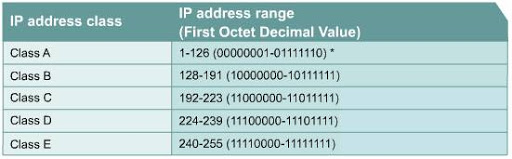 IP address class IP address range
(First Octet Decimal Value)
Class A 1-126 (00000001-01111110) *
Class B 128-191 (10000000-10111111)
Class C 192-223 (11000000-11011111)
Class D 224-239 (11100000-11101111)
Class E 240-255 (11110000-11111111)